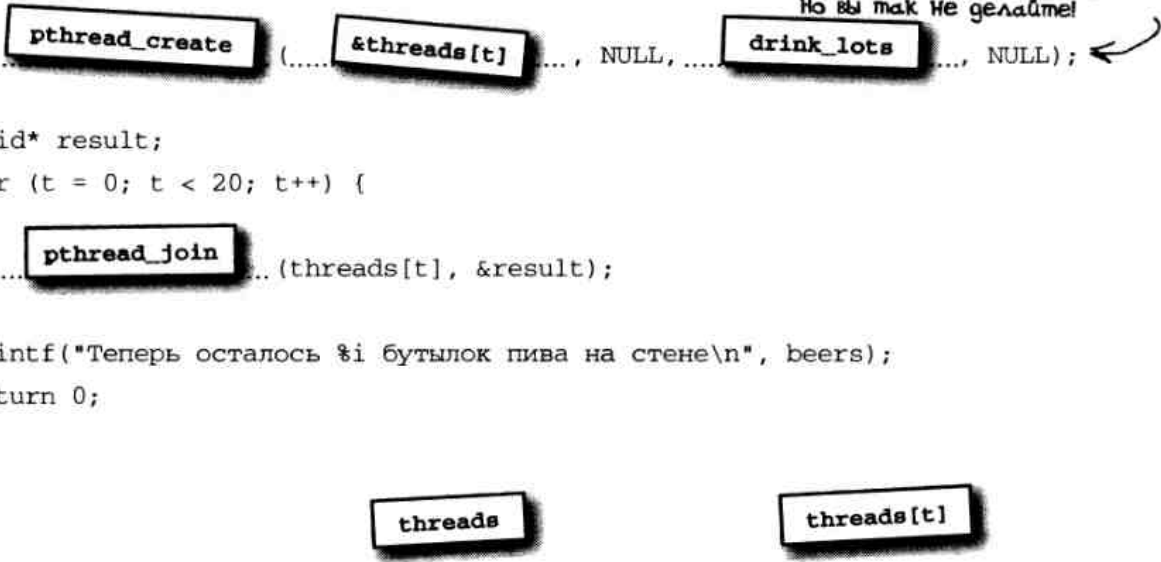 Но вы так не делайте!
pthread_create (..... &threads[t] ...., NULL, ..... drink_lots ...., NULL);
id* result;
r (t = 0; t < 20; t++) {
.... pthread_join ... (threads[t], &result);
intf("Теперь осталось %i бутылок пива на стене\n", beers);
turn 0;
threads threads[t]